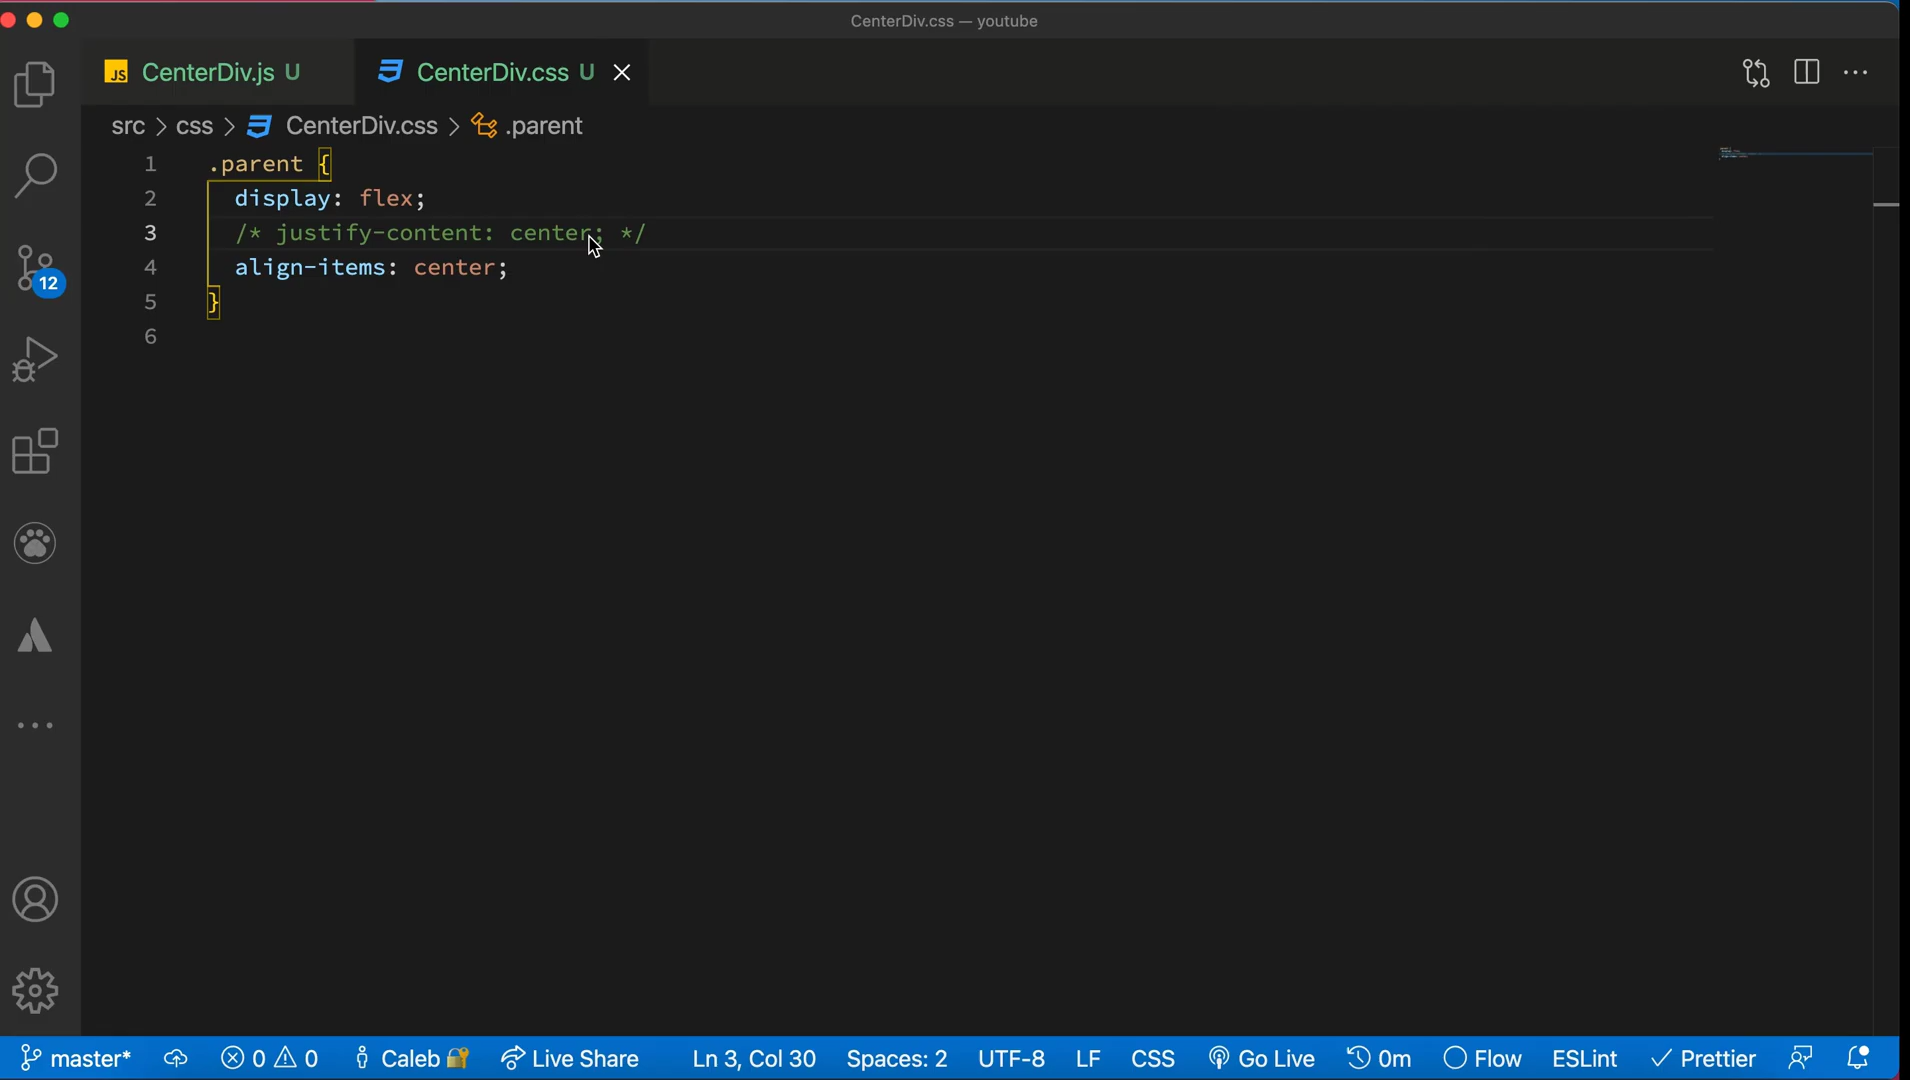 CenterDiv.css — youtube
JS CenterDiv.js U CenterDiv.css U
src > css > CenterDiv.css > .parent
1 .parent {
2 display: flex;
3 /* justify-content: center; */
4 align-items: center;
5 }
6
12
master* 0 0 Caleb Live Share Ln 3, Col 30 Spaces: 2 UTF-8 LF CSS Go Live 0m Flow ESLint Prettier